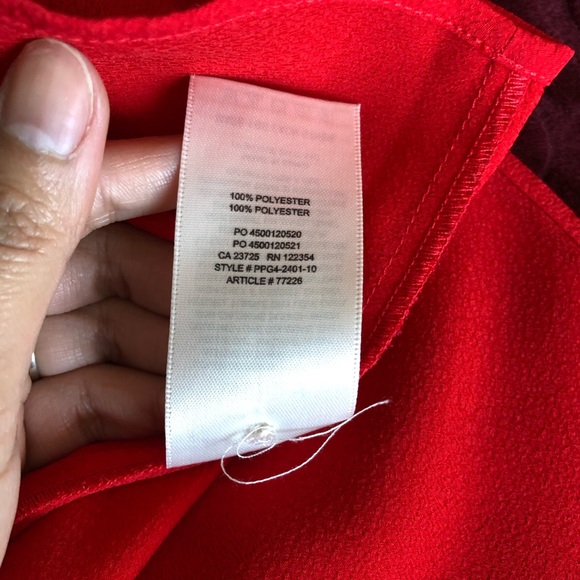 100% POLYESTER
100% POLYESTER
PO 4500120520
PO 4500120521
CA 23725 RN 122354
STYLE # PPG4-2401-10
ARTICLE # 77226